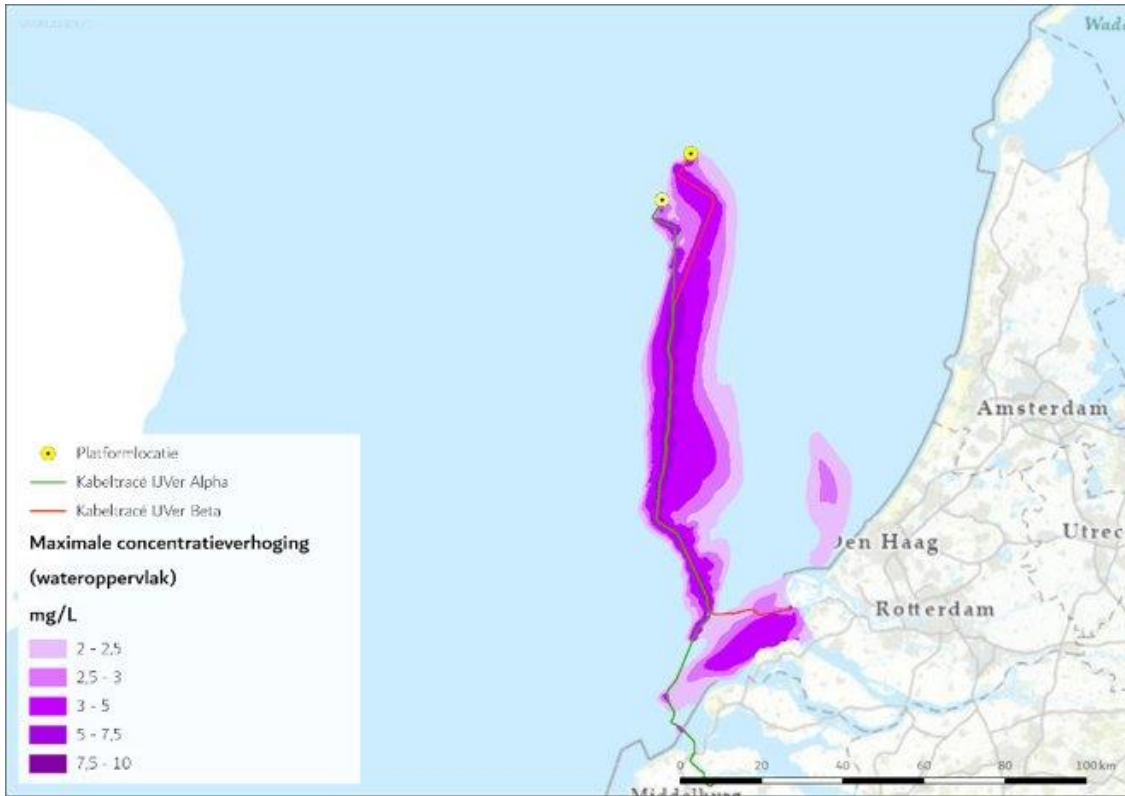 Wadd
Amsterdam
Utrec
Den Haag
Rotterdam
Middelburg
Platformlocatie
Kabeltracé IJVer Alpha
Kabeltracé IJVer Beta
Maximale concentratieverhoging
(wateroppervlak)
mg/L
2 - 2,5
2,5 - 3
3 - 5
5 - 7,5
7,5 - 10
0 20 40 60 80 100 km